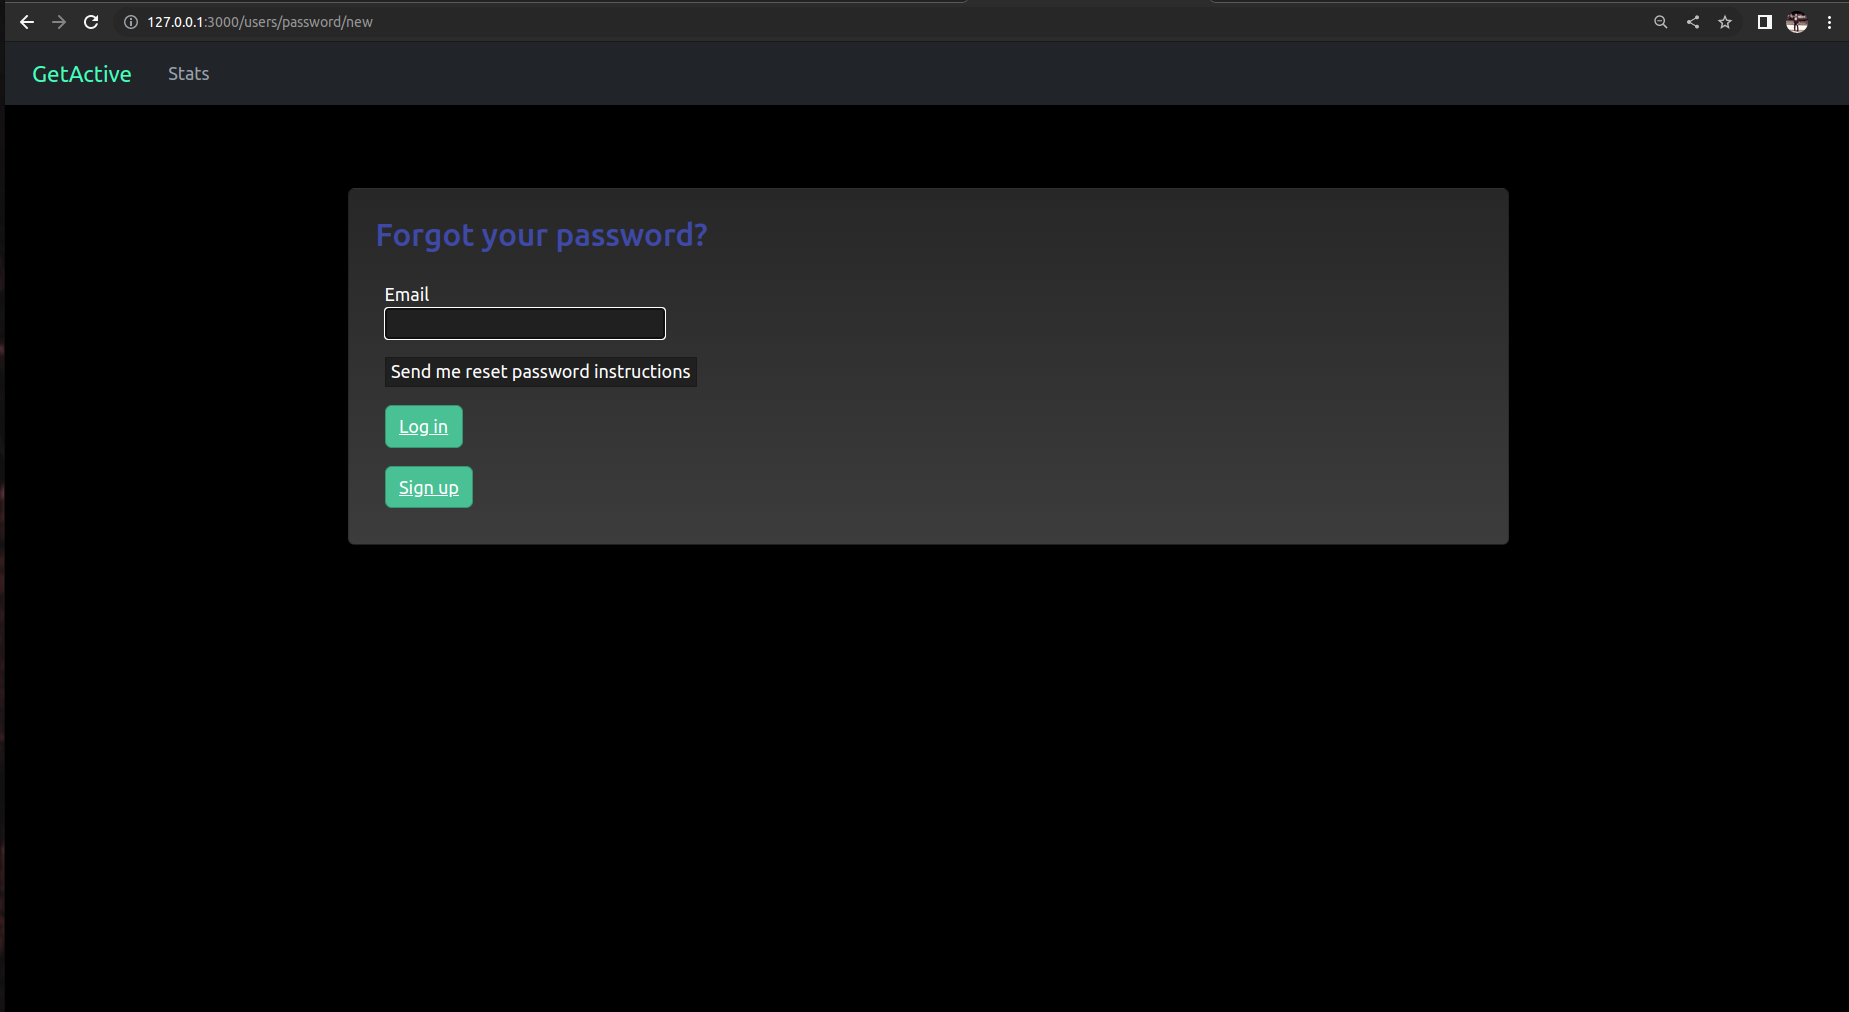 127.0.0.1:3000/users/password/new
GetActive Stats
Forgot your password?
Email
Send me reset password instructions
Log in
Sign up